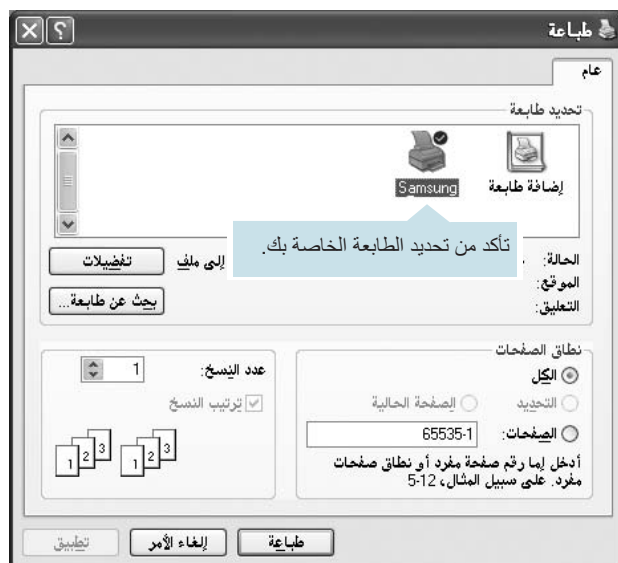 طباعة
عام
تحديد طابعة
إضافة طابعة
Samsung
تأكد من تحديد الطابعة الخاصة بك.
الحالة:
إلى ملف
تفضيلات
الموقع:
التعليق:
بحث عن طابعة...
نطاق الصفحات
الكل
التحديد
الصفحة الحالية
الصفحات:
65535-1
أدخل إما رقم صفحة مفرد أو نطاق صفحات
مفرد. على سبيل المثال، 12-5
عدد النسخ:
1
ترتيب النسخ
1 2 3
1 2 3
طباعة
إلغاء الأمر
تطبيق